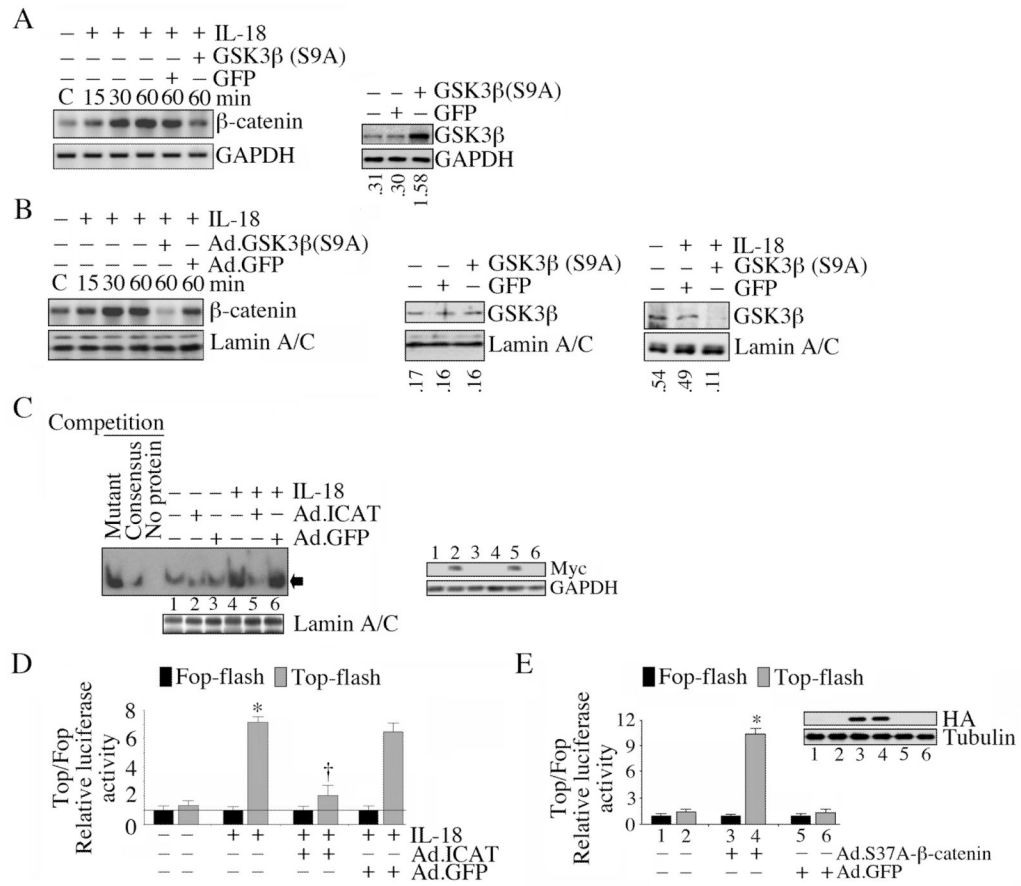 A
– + + + + + IL-18
– – – – – + GSK3β (S9A)
– – – – + – GFP
C 15 30 60 60 60 min
β-catenin
GAPDH
– – + GSK3β(S9A)
– + – GFP
GSK3β
GAPDH
.31 .30 1.58
B
– + + + + + IL-18
– – – – + – Ad.GSK3β(S9A)
– – – – – + Ad.GFP
C 15 30 60 60 60 min
β-catenin
Lamin A/C
– – + GSK3β (S9A)
– + – GFP
GSK3β
Lamin A/C
.17 .16 .16
– + + IL-18
– – + GSK3β (S9A)
– + – GFP
GSK3β
Lamin A/C
.54 .49 .11
C
Competition
Mutant
Consensus
No protein
– – – + + + IL-18
– + – – + – Ad.ICAT
– – + – – + Ad.GFP
1 2 3 4 5 6
Lamin A/C
1 2 3 4 5 6
Myc
GAPDH
D
Fop-flash Top-flash
Top/Fop
Relative luciferase
activity
8
6
4
2
0
* †
– – + + + + + + IL-18
– – – – + + – – Ad.ICAT
– – – – – – + + Ad.GFP
E
Fop-flash Top-flash
Top/Fop
Relative luciferase
activity
12
9
6
3
0
*
HA
Tubulin
1 2 3 4 5 6
1 2 3 4 5 6
– – + + – – Ad.S37A-β-catenin
– – – – + + Ad.GFP